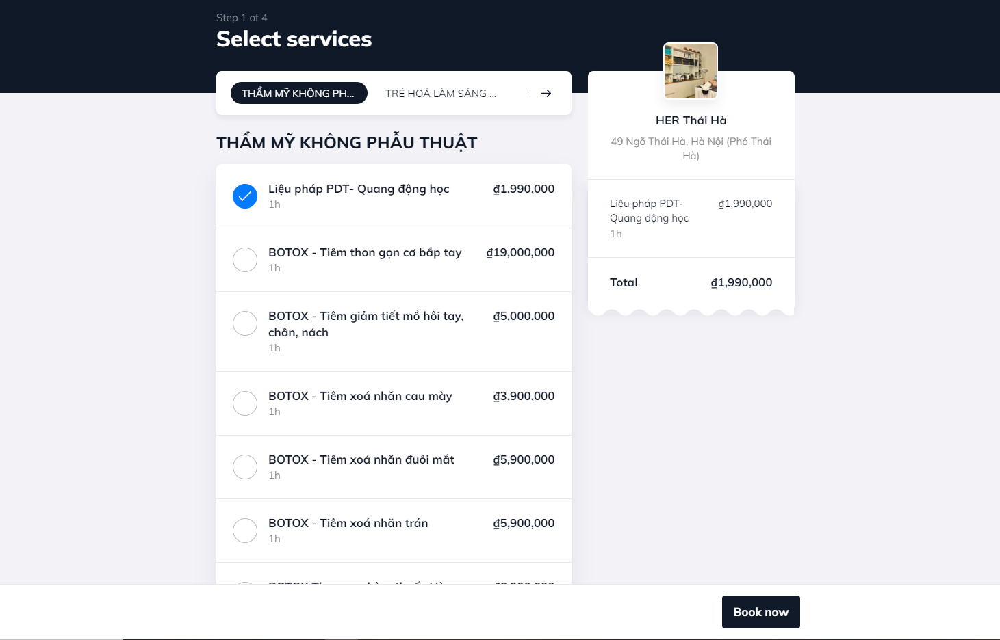 Step 1 of 4
Select services
THẨM MỸ KHÔNG PH...
TRẺ HOÁ LÀM SÁNG ...
THẨM MỸ KHÔNG PHẪU THUẬT
Liệu pháp PDT- Quang động học
₫1,990,000
1h
BOTOX - Tiêm thon gọn cơ bắp tay
₫19,000,000
1h
BOTOX - Tiêm giảm tiết mồ hôi tay,
chân, nách
₫5,000,000
1h
BOTOX - Tiêm xoá nhăn cau mày
₫3,900,000
1h
BOTOX - Tiêm xoá nhăn đuôi mắt
₫5,900,000
1h
BOTOX - Tiêm xoá nhăn trán
₫5,900,000
1h
HER Thái Hà
49 Ngõ Thái Hà, Hà Nội (Phố Thái
Hà)
Liệu pháp PDT-
Quang động học
₫1,990,000
1h
Total
₫1,990,000
Book now